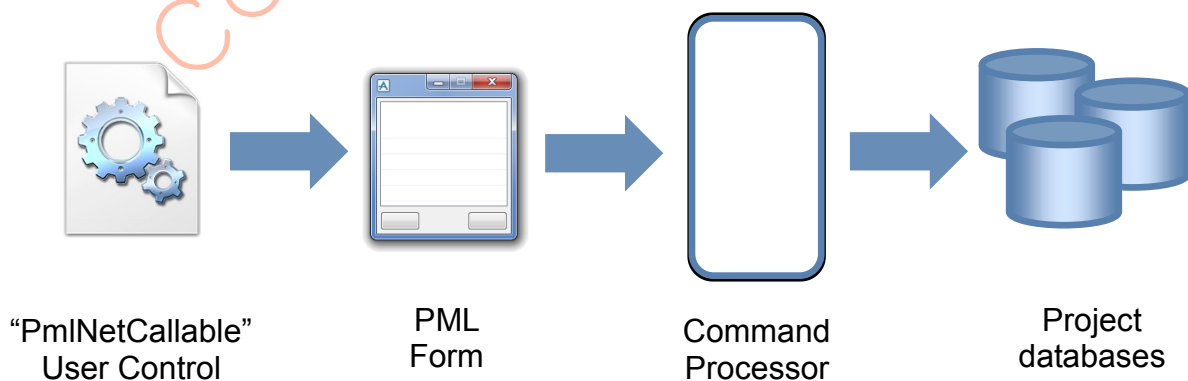 “PmlNetCallable”
User Control
PML
Form
Command
Processor
Project
databases